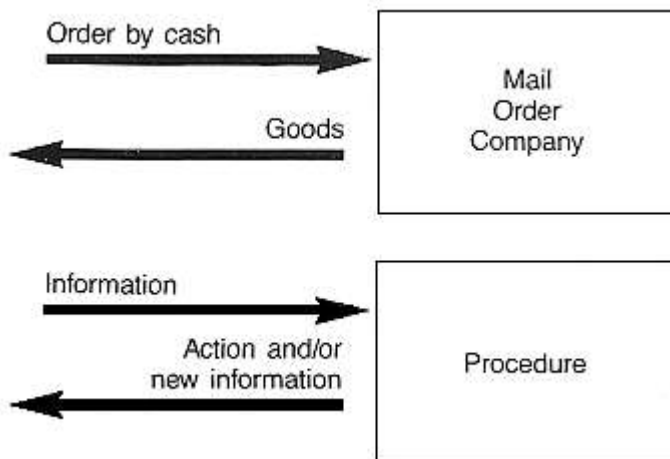 Order by cash
Goods
Mail
Order
Company
Information
Action and/or
new information
Procedure